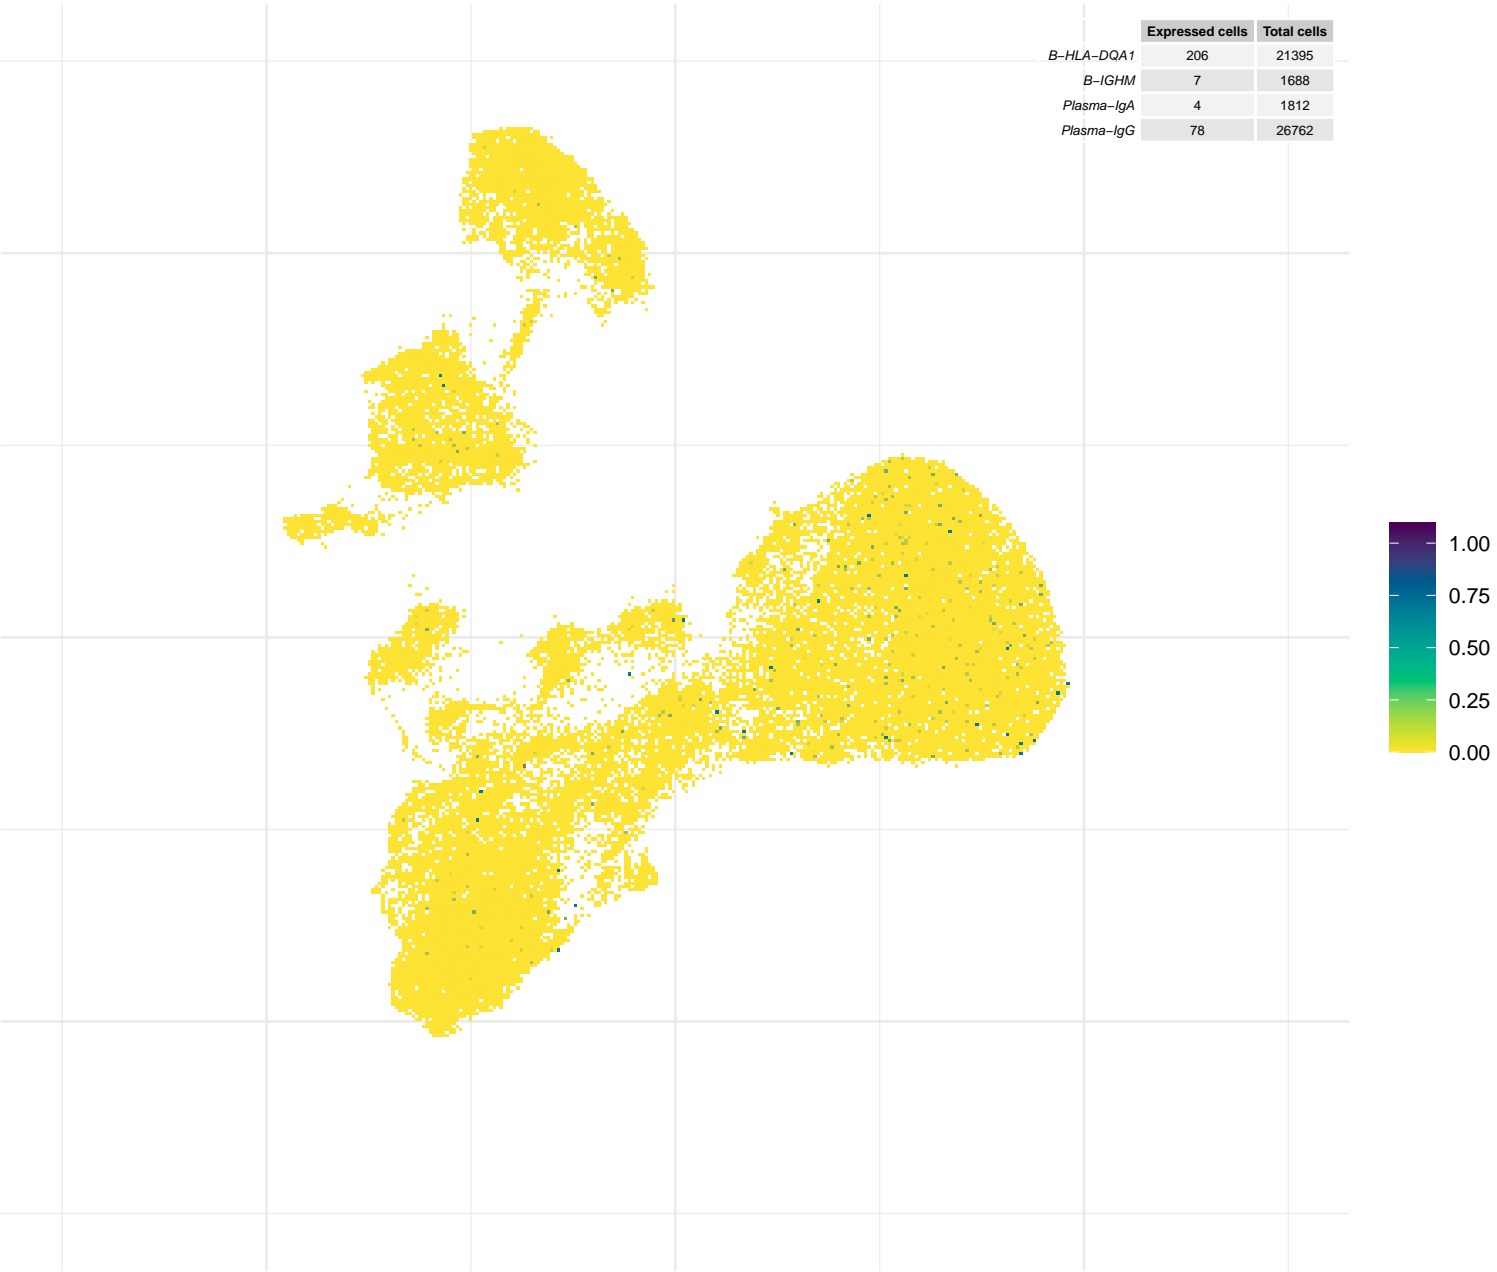 Expressed cells Total cells
B−HLA−DQA1 206 21395
B−IGHM 7 1688
Plasma−IgA 4 1812
Plasma−IgG 78 26762
1.00
0.75
0.50
0.25
0.00